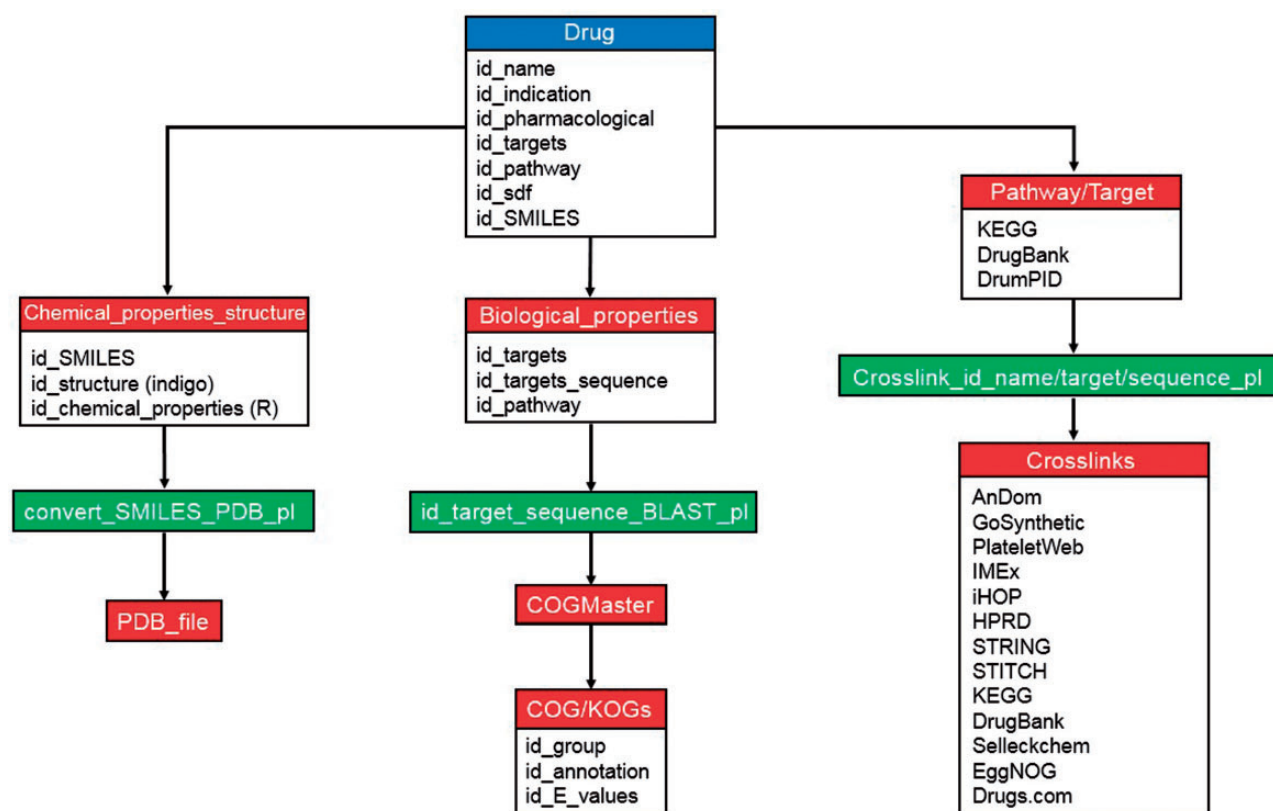 Drug
id_name
id_indication
id_pharmacological
id_targets
id_pathway
id_sdf
id_SMILES
Pathway/Target
KEGG
DrugBank
DrumPID
Chemical_properties_structure
id_SMILES
id_structure (indigo)
id_chemical_properties (R)
Biological_properties
id_targets
id_targets_sequence
id_pathway
Crosslink_id_name/target/sequence_pl
convert_SMILES_PDB_pl
id_target_sequence_BLAST_pl
Crosslinks
AnDom
GoSynthetic
PlateletWeb
IMEx
iHOP
HPRD
STRING
STITCH
KEGG
DrugBank
Selleckchem
EggNOG
Drugs.com
PDB_file
COGMaster
COG/KOGs
id_group
id_annotation
id_E_values